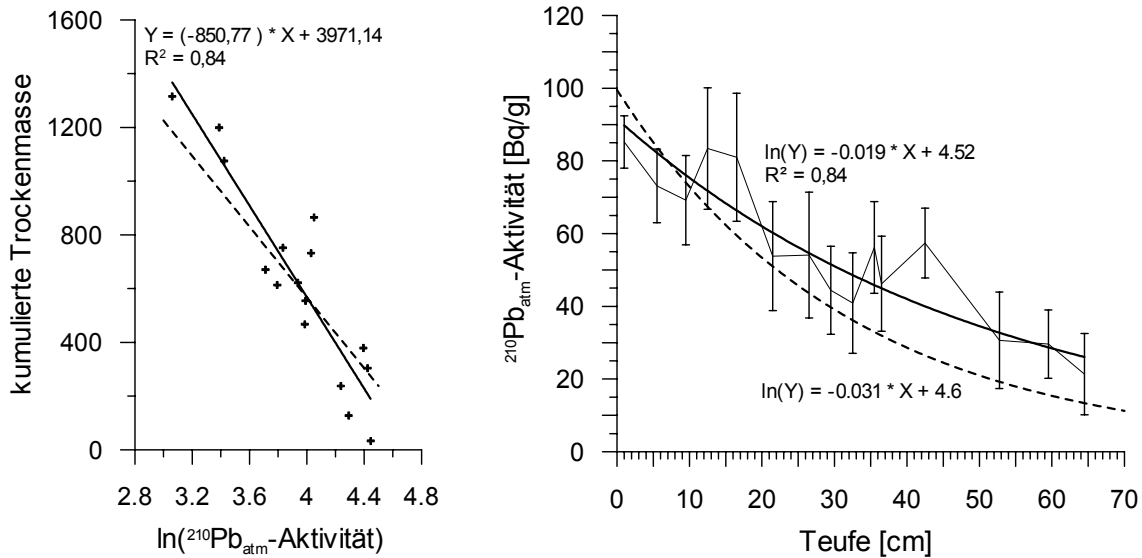 kumulierte Trockenmasse
1600
1200
800
400
0
Y = (-850,77 ) * X + 3971,14
R² = 0,84
2.8 3.2 3.6 4 4.4 4.8
ln(²¹⁰Pbatm-Aktivität)
²¹⁰Pbatm-Aktivität [Bq/g]
120
100
80
60
40
20
0
ln(Y) = -0.019 * X + 4.52
R² = 0,84
ln(Y) = -0.031 * X + 4.6
0 10 20 30 40 50 60 70
Teufe [cm]